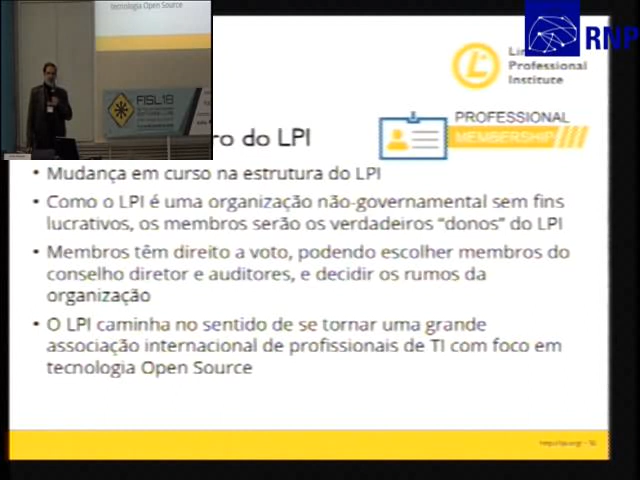 tecnologia Open Source
FISL18
RNP
Professional
Institute
PROFESSIONAL
MEMBERSHIP
do LPI
• Mudança em curso na estrutura do LPI
• Como o LPI é uma organização não-governamental sem fins
lucrativos, os membros serão os verdadeiros “donos” do LPI
• Membros têm direito a voto, podendo escolher membros do
conselho diretor e auditores, e decidir os rumos da
organização
• O LPI caminha no sentido de se tornar uma grande
associação internacional de profissionais de TI com foco em
tecnologia Open Source